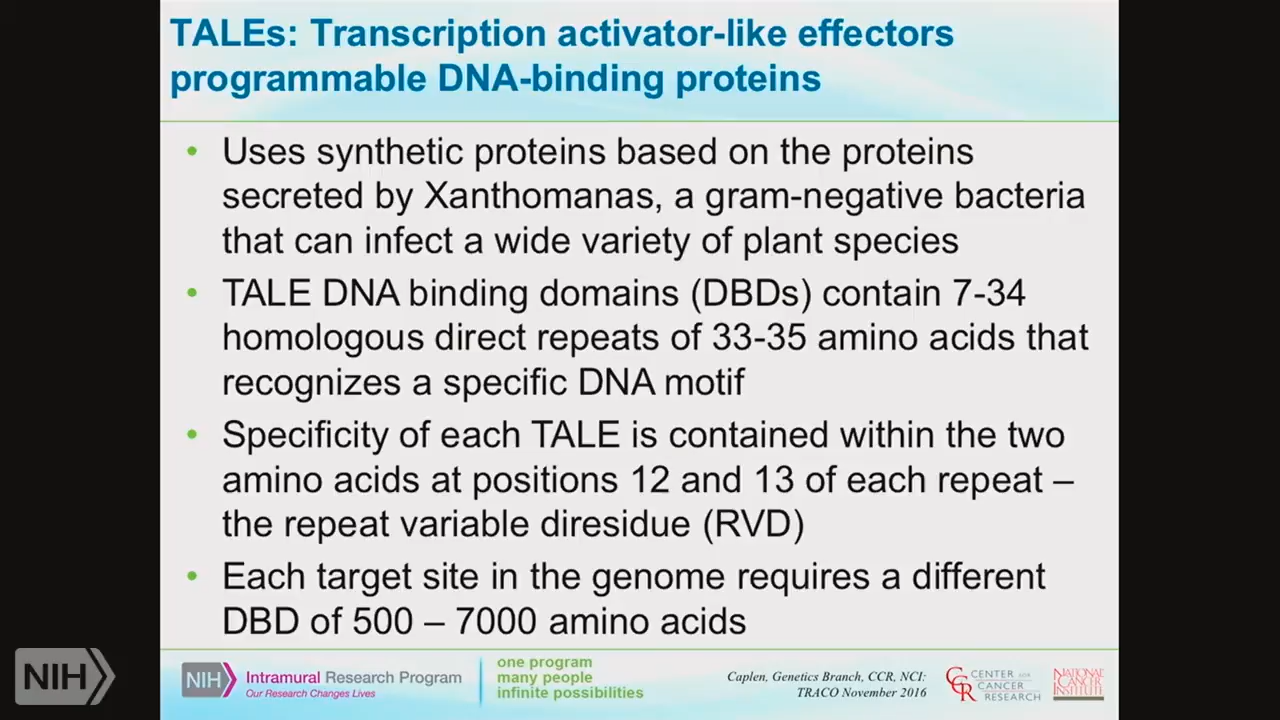 TALEs: Transcription activator-like effectors
programmable DNA-binding proteins
• Uses synthetic proteins based on the proteins
secreted by Xanthomanas, a gram-negative bacteria
that can infect a wide variety of plant species
• TALE DNA binding domains (DBDs) contain 7-34
homologous direct repeats of 33-35 amino acids that
recognizes a specific DNA motif
• Specificity of each TALE is contained within the two
amino acids at positions 12 and 13 of each repeat –
the repeat variable diresidue (RVD)
• Each target site in the genome requires a different
DBD of 500 – 7000 amino acids
NIH
NIH
Intramural Research Program
Our Research Changes Lives
one program
many people
infinite possibilities
Caplen, Genetics Branch, CCR, NCI:
TRACO November 2016
CCR
CENTER FOR
CANCER
RESEARCH
NATIONAL
CANCER
INSTITUTE